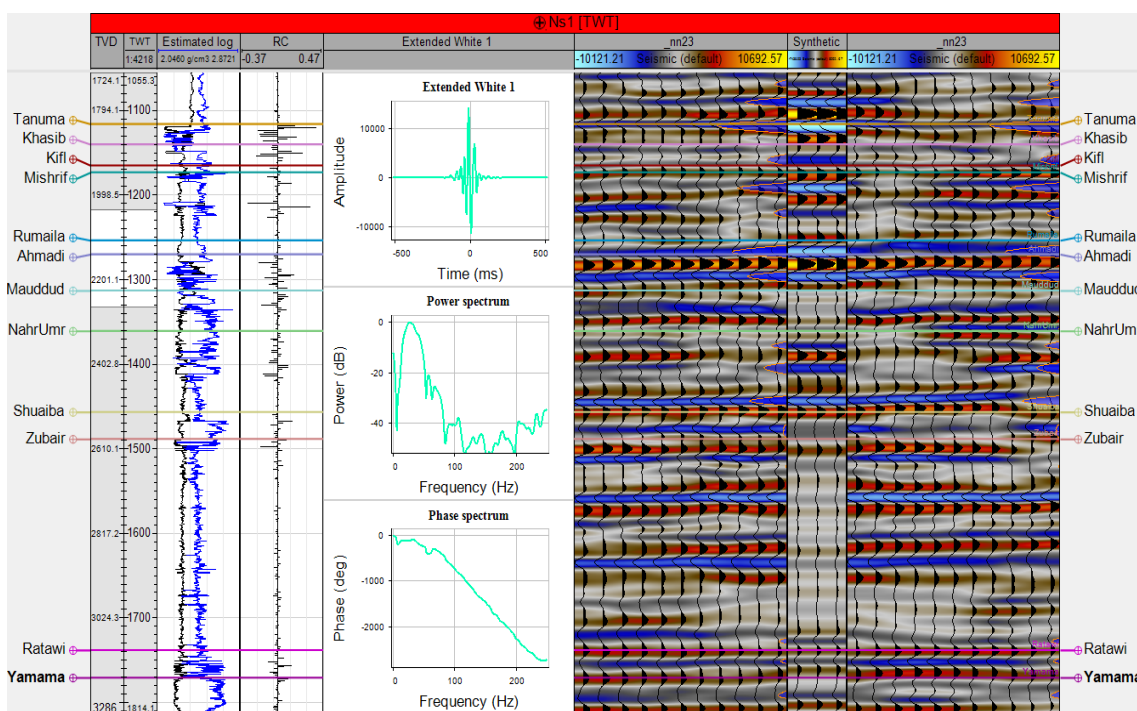 Ns1 [TWT]
TVD TWT Estimated log RC Extended White 1 _nn23 Synthetic _nn23
1:4218 2.0460 g/cm3 2.8721 -0.37 0.47 -10121.21 Seismic (default) 10692.57 -10121.21 Seismic (default) 10692.57
1724.1 1055.3
1794.1 1100
1998.5 1200
2201.1 1300
2402.8 1400
2610.1 1500
2817.2 1600
3024.3 1700
3286 1814.1
Tanuma
Khasib
Kifl
Mishrif
Rumaila
Ahmadi
Mauddud
NahrUmr
Shuaiba
Zubair
Ratawi
Yamama
Extended White 1
Amplitude
10000
0
-10000
-500 0 500
Time (ms)
Power spectrum
Power (dB)
0
-20
-40
0 100 200
Frequency (Hz)
Phase spectrum
Phase (deg)
0
-1000
-2000
0 100 200
Frequency (Hz)
Ahmadi
Mauddud
NahrUmr
Shuaiba
Tanuma
Khasib
Kifl
Mishrif
Rumaila
Ahmadi
Mauddud
NahrUmr
Shuaiba
Zubair
Ratawi
Yamama